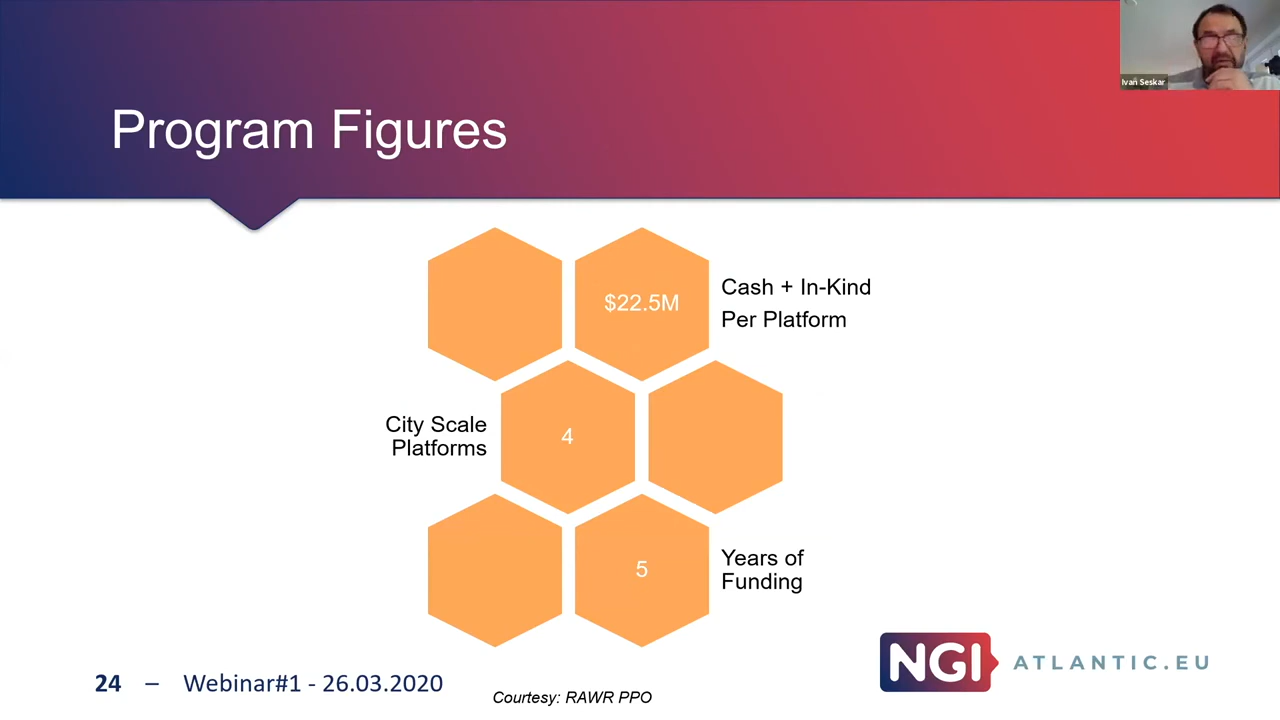 Ivan Seskar
Program Figures
$22.5M
Cash + In-Kind
Per Platform
City Scale
Platforms
4
5
Years of
Funding
NGI ATLANTIC.EU
24 – Webinar#1 - 26.03.2020
Courtesy: RAWR PPO